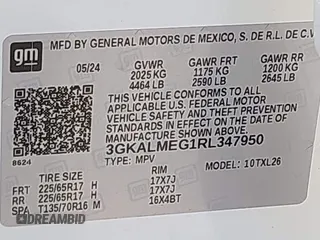 gm
MFD BY GENERAL MOTORS DE MEXICO, S. DE R.L. DE C.V
05/24 GVWR GAWR FRT GAWR RR
2025 KG 1175 KG 1200 KG
4464 LB 2590 LB 2645 LB
THIS VEHICLE CONFORMS TO ALL
APPLICABLE U.S. FEDERAL MOTOR
VEHICLE SAFETY AND THEFT
PREVENTION STANDARDS IN EFFECT
ON THE DATE OF MANUFACTURE
SHOWN ABOVE.
3GKALMEG1RL347950
8624
TYPE: MPV MODEL: 10TXL26
TIRE SIZE RIM
FRT 225/65R17 H 17X7J
RR 225/65R17 H 17X7J
SPA T135/70R16 M 16X4BT
DREAMBID